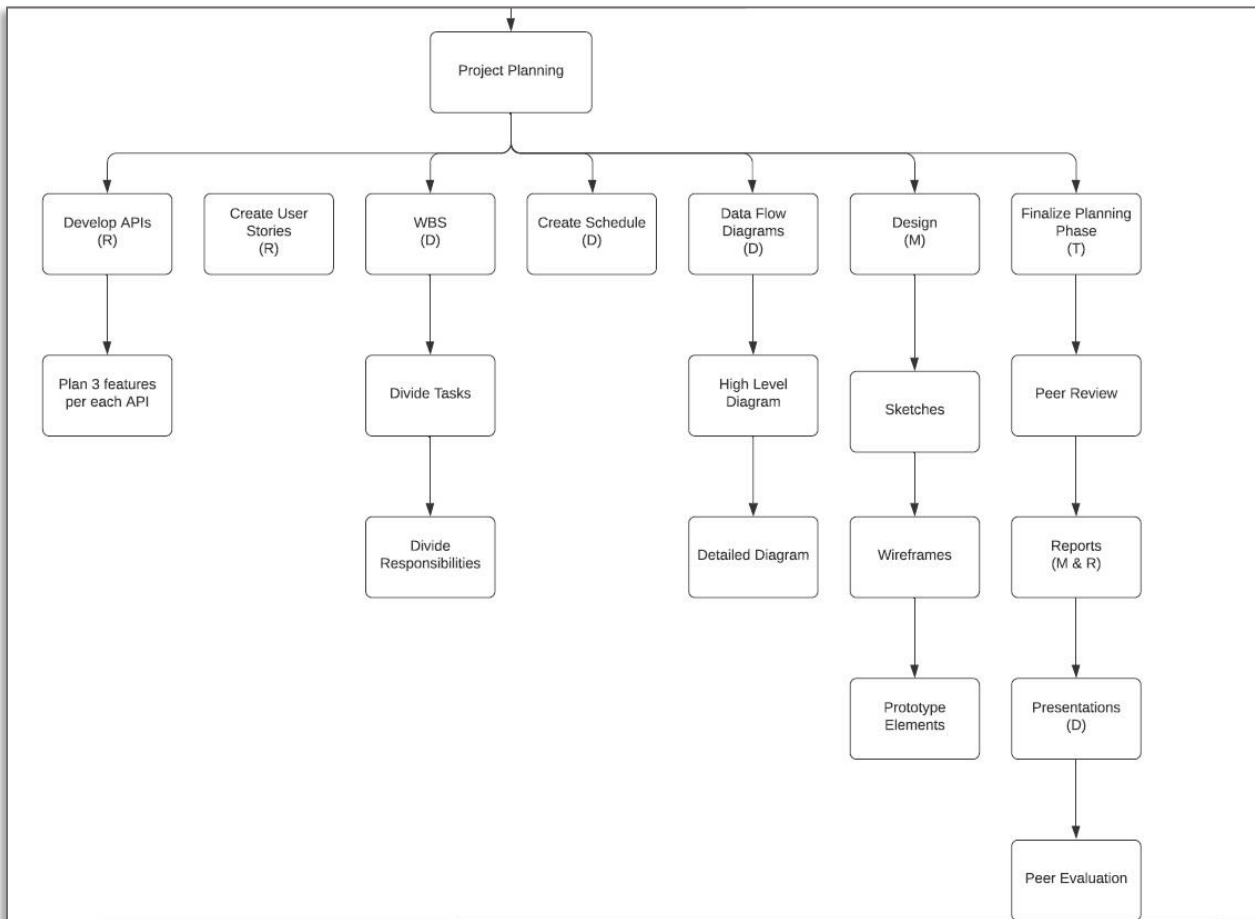 Project Planning
Develop APIs
(R)
Create User
Stories
(R)
WBS
(D)
Create Schedule
(D)
Data Flow
Diagrams
(D)
Design
(M)
Finalize Planning
Phase
(T)
Plan 3 features
per each API
Divide Tasks
High Level
Diagram
Sketches
Peer Review
Divide
Responsibilities
Detailed Diagram
Wireframes
Reports
(M & R)
Prototype
Elements
Presentations
(D)
Peer Evaluation